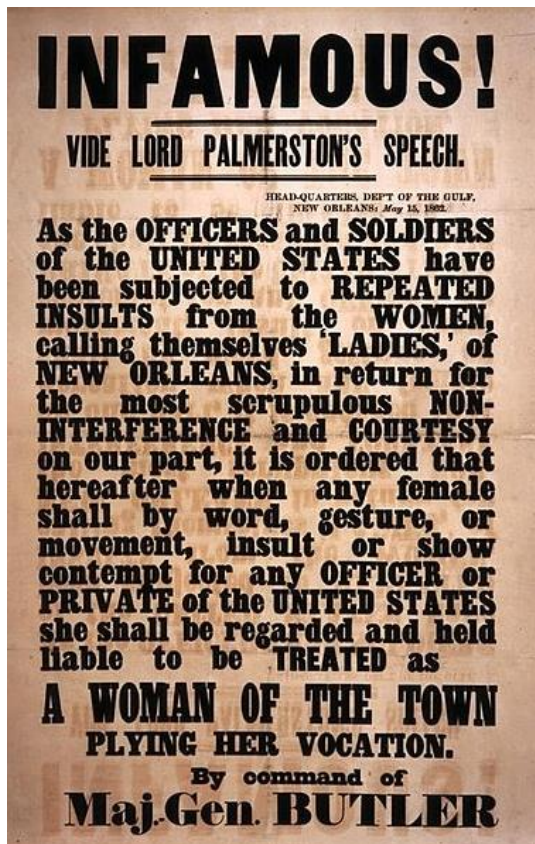 INFAMOUS!
VIDE LORD PALMERSTON'S SPEECH.
HEAD-QUARTERS, DEP'T OF THE GULF,
NEW ORLEANS: May 15, 1862.
As the OFFICERS and SOLDIERS
of the UNITED STATES have
been subjected to REPEATED
INSULTS from the WOMEN,
calling themselves 'LADIES,' of
NEW ORLEANS, in return for
the most scrupulous NON-
INTERFERENCE and COURTESY
on our part, it is ordered that
hereafter when any female
shall by word, gesture, or
movement, insult or show
contempt for any OFFICER or
PRIVATE of the UNITED STATES
she shall be regarded and held
liable to be TREATED as
A WOMAN OF THE TOWN
PLYING HER VOCATION.
By command of
Maj.-Gen. BUTLER